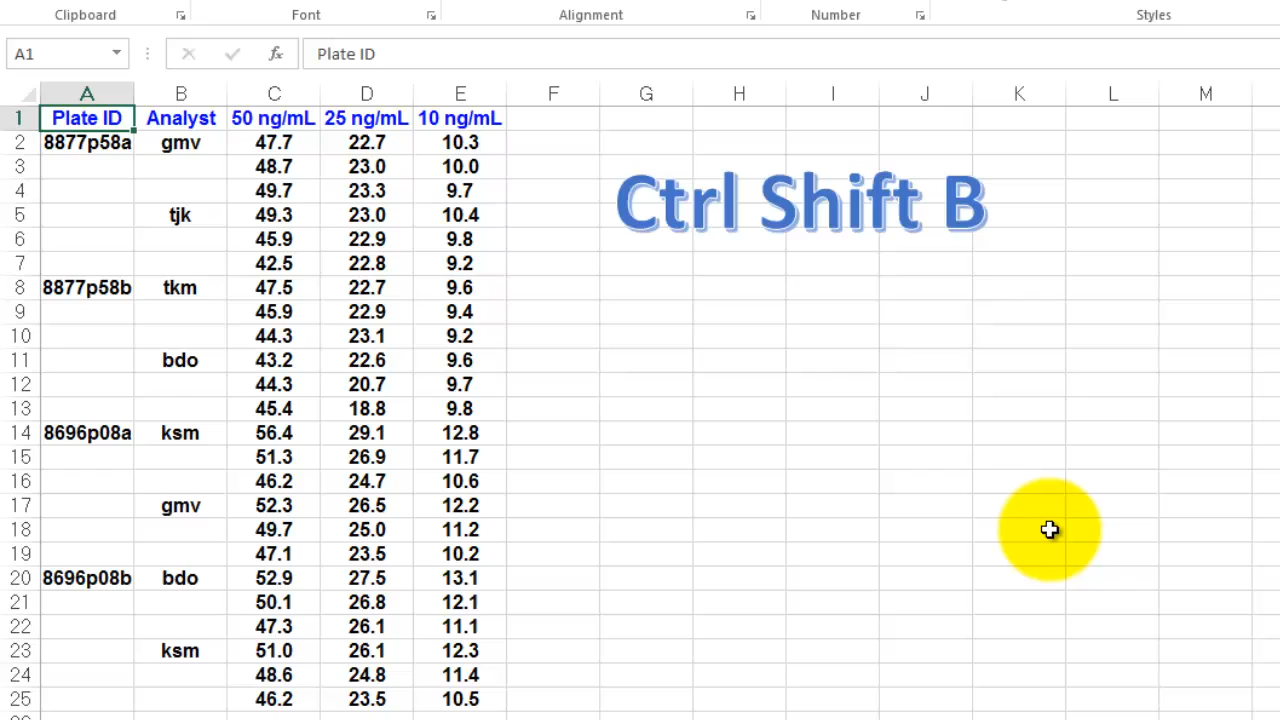 Clipboard Font Alignment Number Styles
A1 fx Plate ID
A B C D E F G H I J K L M
1 Plate ID Analyst 50 ng/mL 25 ng/mL 10 ng/mL
2 8877p58a gmv 47.7 22.7 10.3
3 48.7 23.0 10.0
Ctrl Shift B
4 49.7 23.3 9.7
5 tjk 49.3 23.0 10.4
6 45.9 22.9 9.8
7 42.5 22.8 9.2
8 8877p58b tkm 47.5 22.7 9.6
9 45.9 22.9 9.4
10 44.3 23.1 9.2
11 bdo 43.2 22.6 9.6
12 44.3 20.7 9.7
13 45.4 18.8 9.8
14 8696p08a ksm 56.4 29.1 12.8
15 51.3 26.9 11.7
16 46.2 24.7 10.6
17 gmv 52.3 26.5 12.2
18 49.7 25.0 11.2
19 47.1 23.5 10.2
20 8696p08b bdo 52.9 27.5 13.1
21 50.1 26.8 12.1
22 47.3 26.1 11.1
23 ksm 51.0 26.1 12.3
24 48.6 24.8 11.4
25 46.2 23.5 10.5